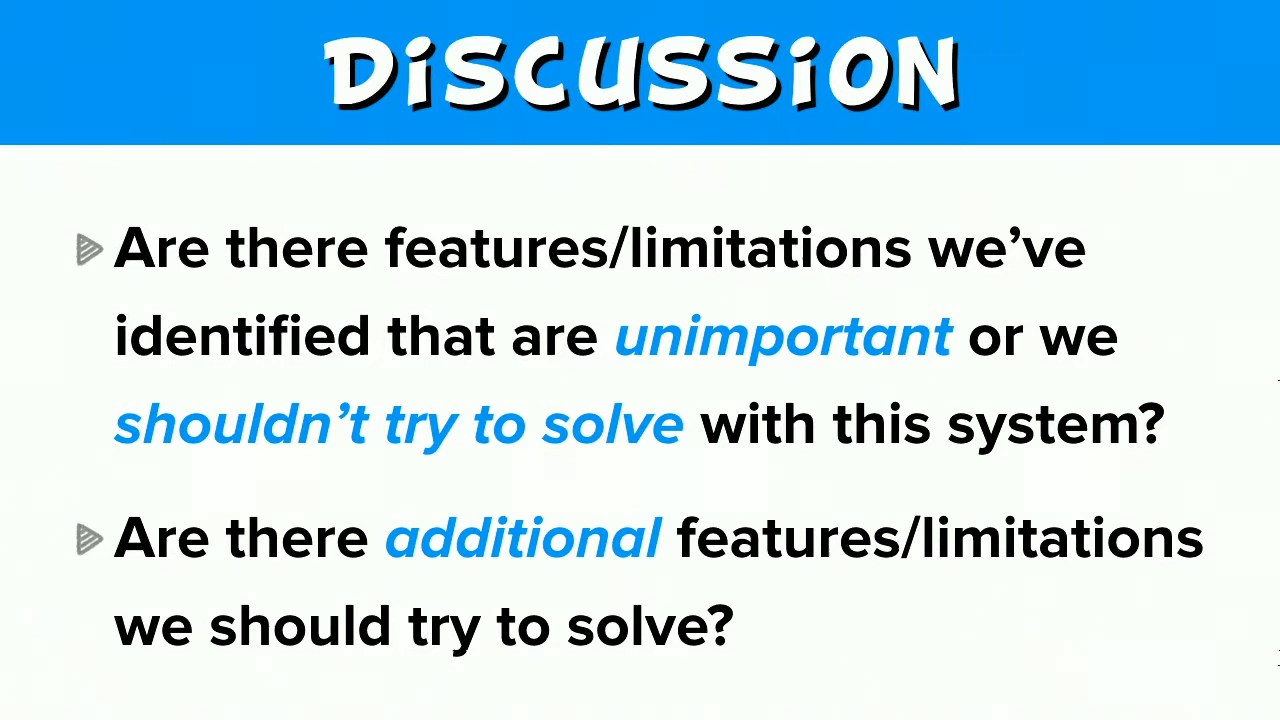 DiSCUSSiON
Are there features/limitations we’ve
identified that are unimportant or we
shouldn’t try to solve with this system?
Are there additional features/limitations
we should try to solve?